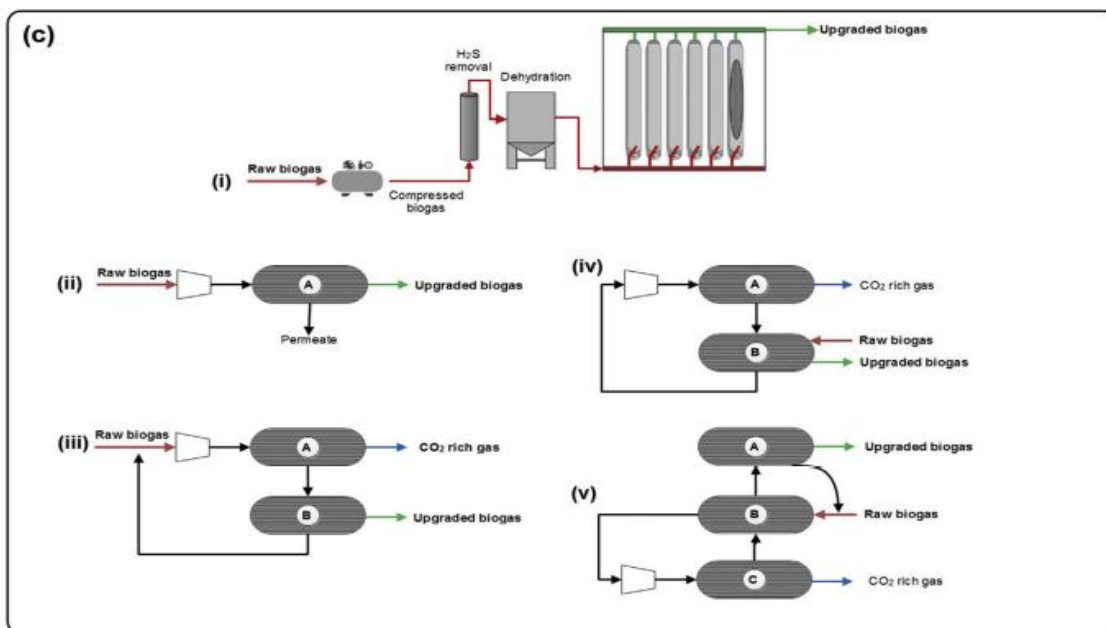 (c)
Upgraded biogas
H₂S
removal
Dehydration
Raw biogas
(i)
Compressed
biogas
Raw biogas
(ii)
A
Upgraded biogas
Permeate
(iv)
A
CO₂ rich gas
Raw biogas
B
Upgraded biogas
Raw biogas
(iii)
A
CO₂ rich gas
B
Upgraded biogas
A
Upgraded biogas
(v)
B
Raw biogas
C
CO₂ rich gas